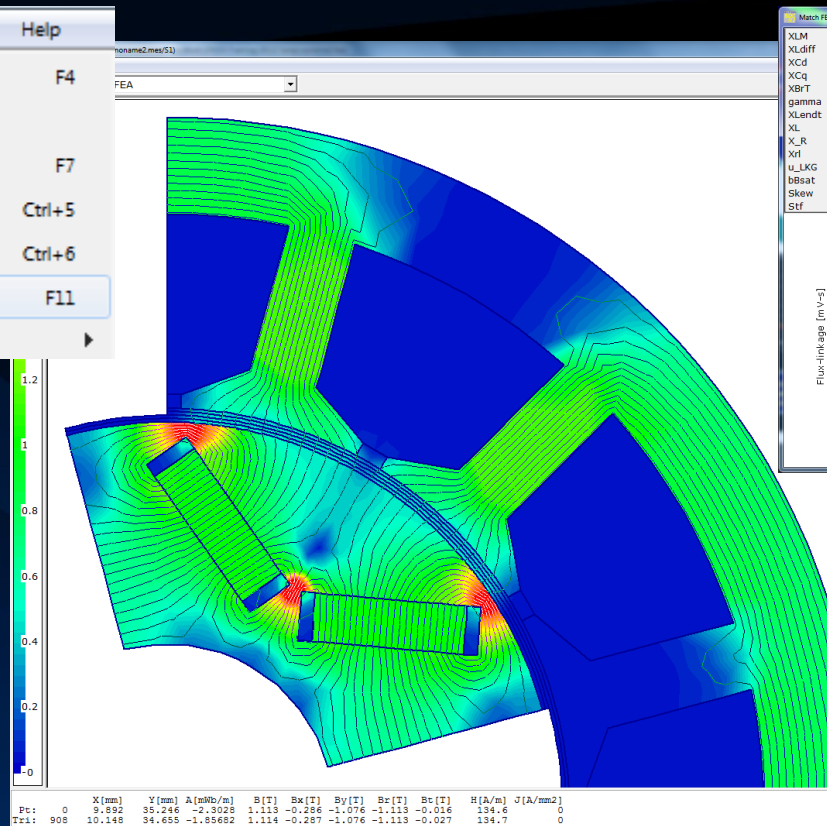 Help
F4
F7
Ctrl+5
Ctrl+6
F11
noname2.mes/S1)
FEA
Match FE
XLM
XLdiff
XCd
XCq
XBrT
gamma
XLendt
XL
X_R
Xrl
u_LKG
bBsat
Skew
Stf
Flux-linkage [mV-s]
1.2
1
0.8
0.6
0.4
0.2
0
X[mm] Y[mm] A[mWb/m] B[T] Bx[T] By[T] Br[T] Bt[T] H[A/m] J[A/mm2]
Pt: 0 9.892 35.246 -2.3028 1.113 -0.286 -1.076 -1.113 -0.016 134.6 0
Tri: 908 10.148 34.655 -1.85682 1.114 -0.287 -1.076 -1.113 -0.027 134.7 0